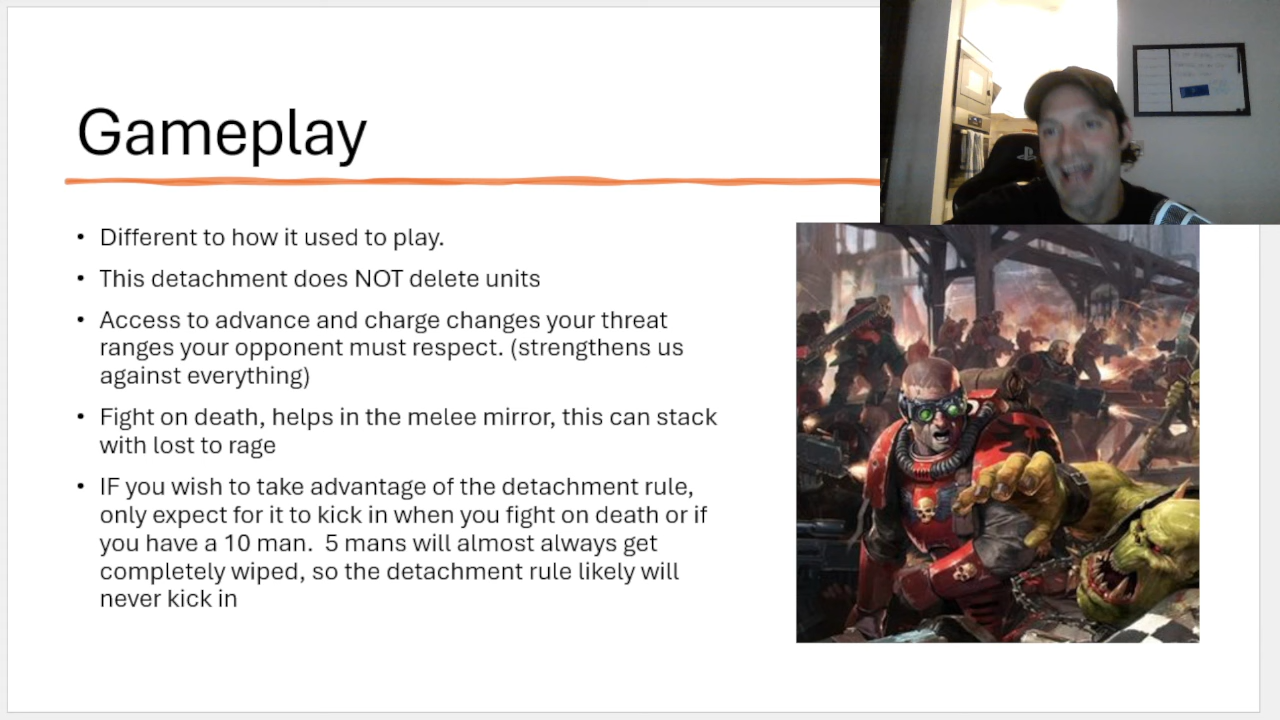 Gameplay
• Different to how it used to play.
• This detachment does NOT delete units
• Access to advance and charge changes your threat
ranges your opponent must respect. (strengthens us
against everything)
• Fight on death, helps in the melee mirror, this can stack
with lost to rage
• IF you wish to take advantage of the detachment rule,
only expect for it to kick in when you fight on death or if
you have a 10 man.  5 mans will almost always get
completely wiped, so the detachment rule likely will
never kick in